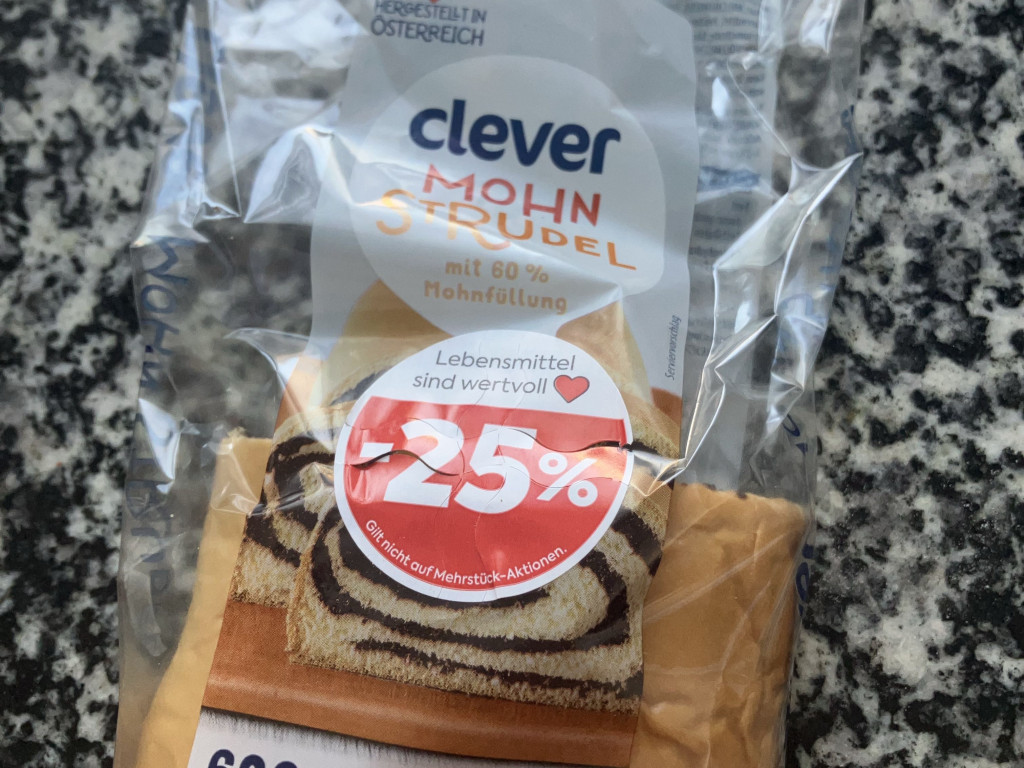 HERGESTELLT IN
ÖSTERREICH
clever
MOHN
STRUDEL
mit 60 %
Mohnfüllung
Serviervorschlag
Lebensmittel
sind wertvoll
-25%
Gilt nicht auf Mehrstück-Aktionen.